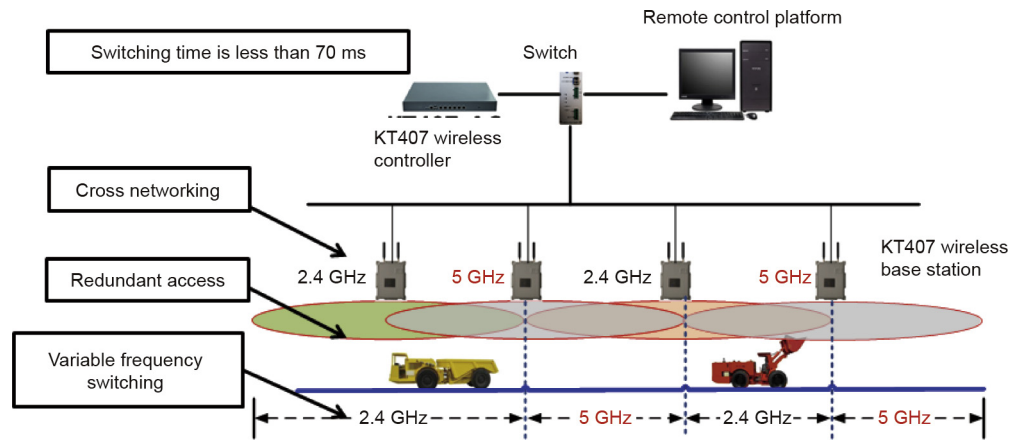 Remote control platform
Switching time is less than 70 ms
Switch
KT407 wireless
controller
Cross networking
KT407 wireless
base station
2.4 GHz
5 GHz
2.4 GHz
5 GHz
Redundant access
Variable frequency
switching
2.4 GHz
5 GHz
2.4 GHz
5 GHz